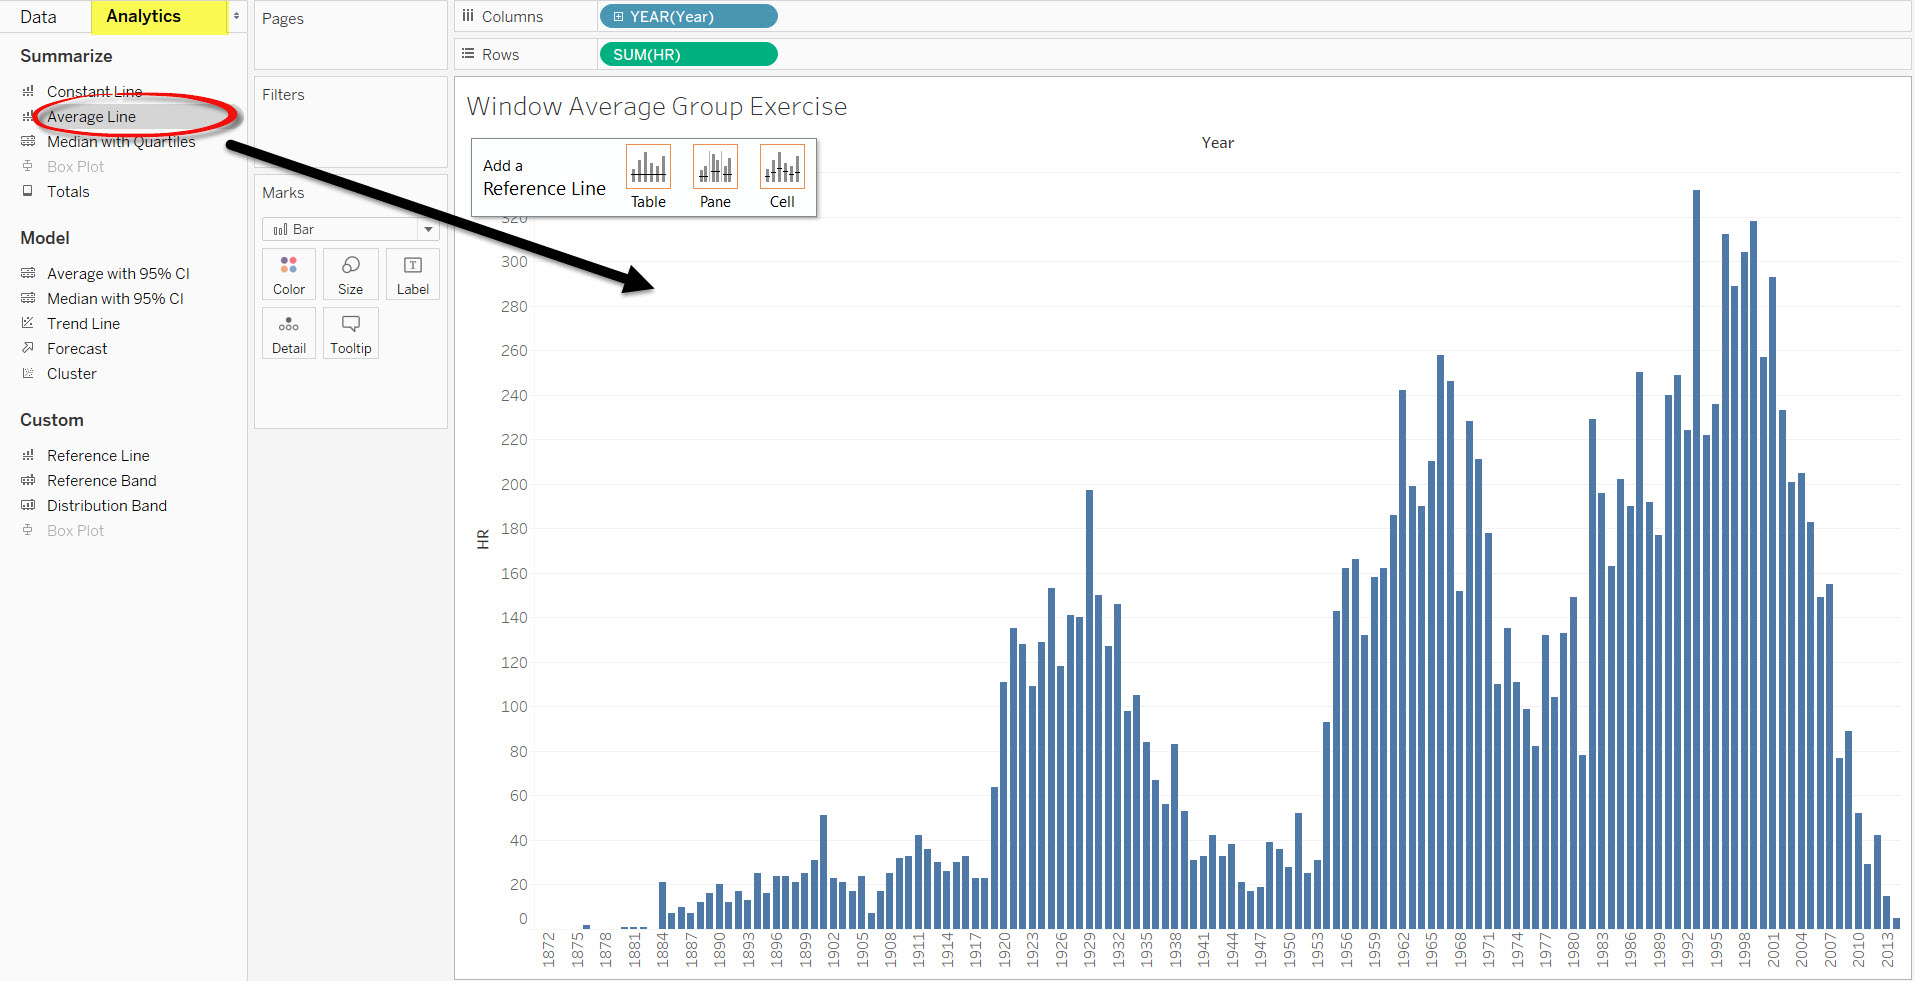 Data
Analytics
Summarize
Constant Line
Average Line
Median with Quartiles
Box Plot
Totals
Model
Average with 95% CI
Median with 95% CI
Trend Line
Forecast
Cluster
Custom
Reference Line
Reference Band
Distribution Band
Box Plot
Pages
Filters
Marks
Bar
Color
Size
T
Label
Detail
Tooltip
Columns
YEAR(Year)
Rows
SUM(HR)
Window Average Group Exercise
Year
Add a
Reference Line
Table
Pane
Cell
320
300
280
260
240
220
200
180
160
140
120
100
80
60
40
20
0
HR
1872 1875 1878 1881 1884 1887 1890 1893 1896 1899 1902 1905 1908 1911 1914 1917 1920 1923 1926 1929 1932 1935 1938 1941 1944 1947 1950 1953 1956 1959 1962 1965 1968 1971 1974 1977 1980 1983 1986 1989 1992 1995 1998 2001 2004 2007 2010 2013